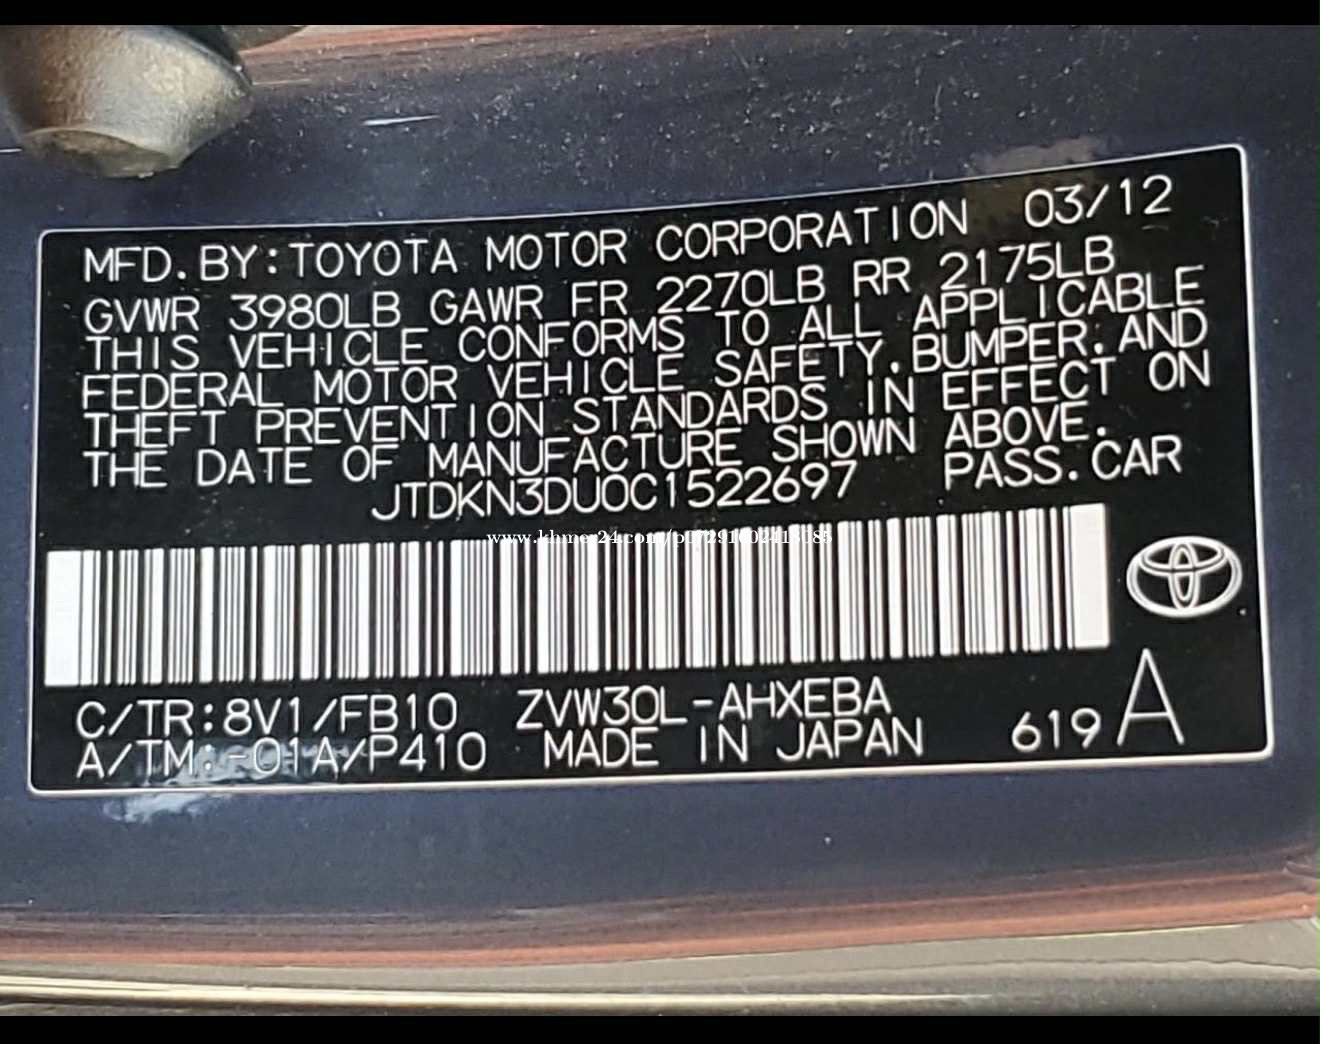 MFD. BY: TOYOTA MOTOR CORPORATION 03/12
GVWR 3980LB GAWR FR 2270LB RR 2175LB
THIS VEHICLE CONFORMS TO ALL APPLICABLE
FEDERAL MOTOR VEHICLE SAFETY, BUMPER, AND
THEFT PREVENTION STANDARDS IN EFFECT ON
THE DATE OF MANUFACTURE SHOWN ABOVE.
JTDKN3DU0C1522697 PASS. CAR
C/TR: 8V1/FB10 ZVW30L-AHXEBA
A/TM:-01A/P410 MADE IN JAPAN 619 A